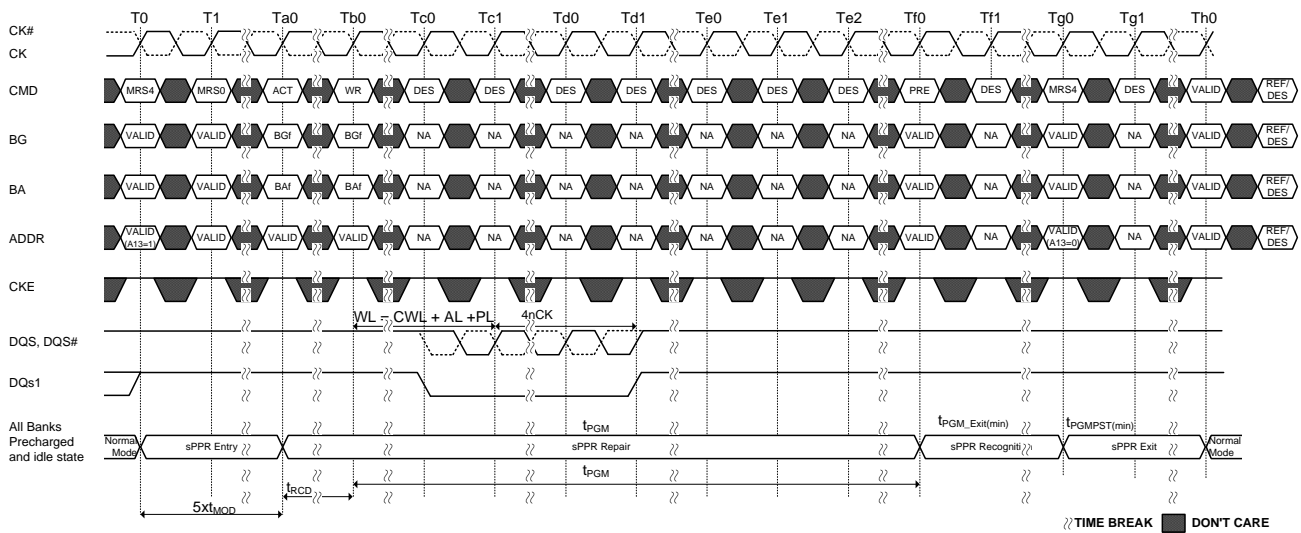 T0 T1 Ta0 Tb0 Tc0 Tc1 Td0 Td1 Te0 Te1 Te2 Tf0 Tf1 Tg0 Tg1 Th0
CK#
CK
CMD MRS4 MRS0 ACT WR DES DES DES DES DES DES DES PRE DES MRS4 DES VALID REF/
DES
BG VALID VALID BGf BGf NA NA NA NA NA NA NA VALID NA VALID NA VALID REF/
DES
BA VALID VALID BAf BAf NA NA NA NA NA NA NA VALID NA VALID NA VALID REF/
DES
ADDR VALID
(A13=1) VALID VALID VALID NA NA NA NA NA NA NA VALID NA VALID
(A13=0) NA VALID REF/
DES
CKE
WL = CWL + AL +PL 4nCK
DQS, DQS#
DQs1
All Banks
Precharged
and idle state
tPGM tPGM_Exit(min) tPGMPST(min)
Normal
Mode sPPR Entry sPPR Repair sPPR Recogniti sPPR Exit Normal
Mode
tRCD tPGM
5xtMOD
TIME BREAK DON'T CARE